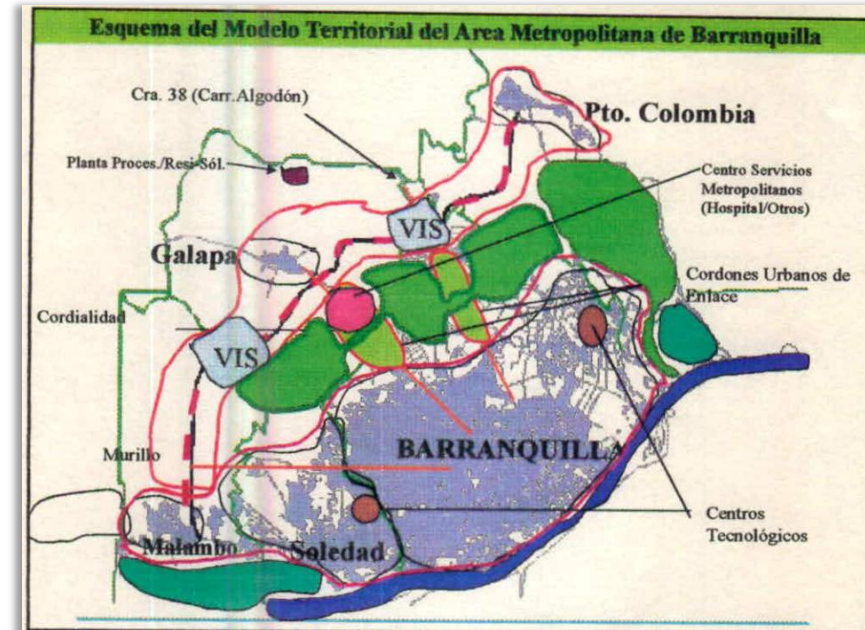 Esquema del Modelo Territorial del Area Metropolitana de Barranquilla
Cra. 38 (Carr.Algodón)
Pto. Colombia
Planta Proces./Resi-Sól.
Centro Servicios
Metropolitanos
(Hospital/Otros)
VIS
Galapa
Cordones Urbanos de
Enlace
Cordialidad
VIS
BARRANQUILLA
Murillo
Centros
Tecnológicos
Malambo
Soledad